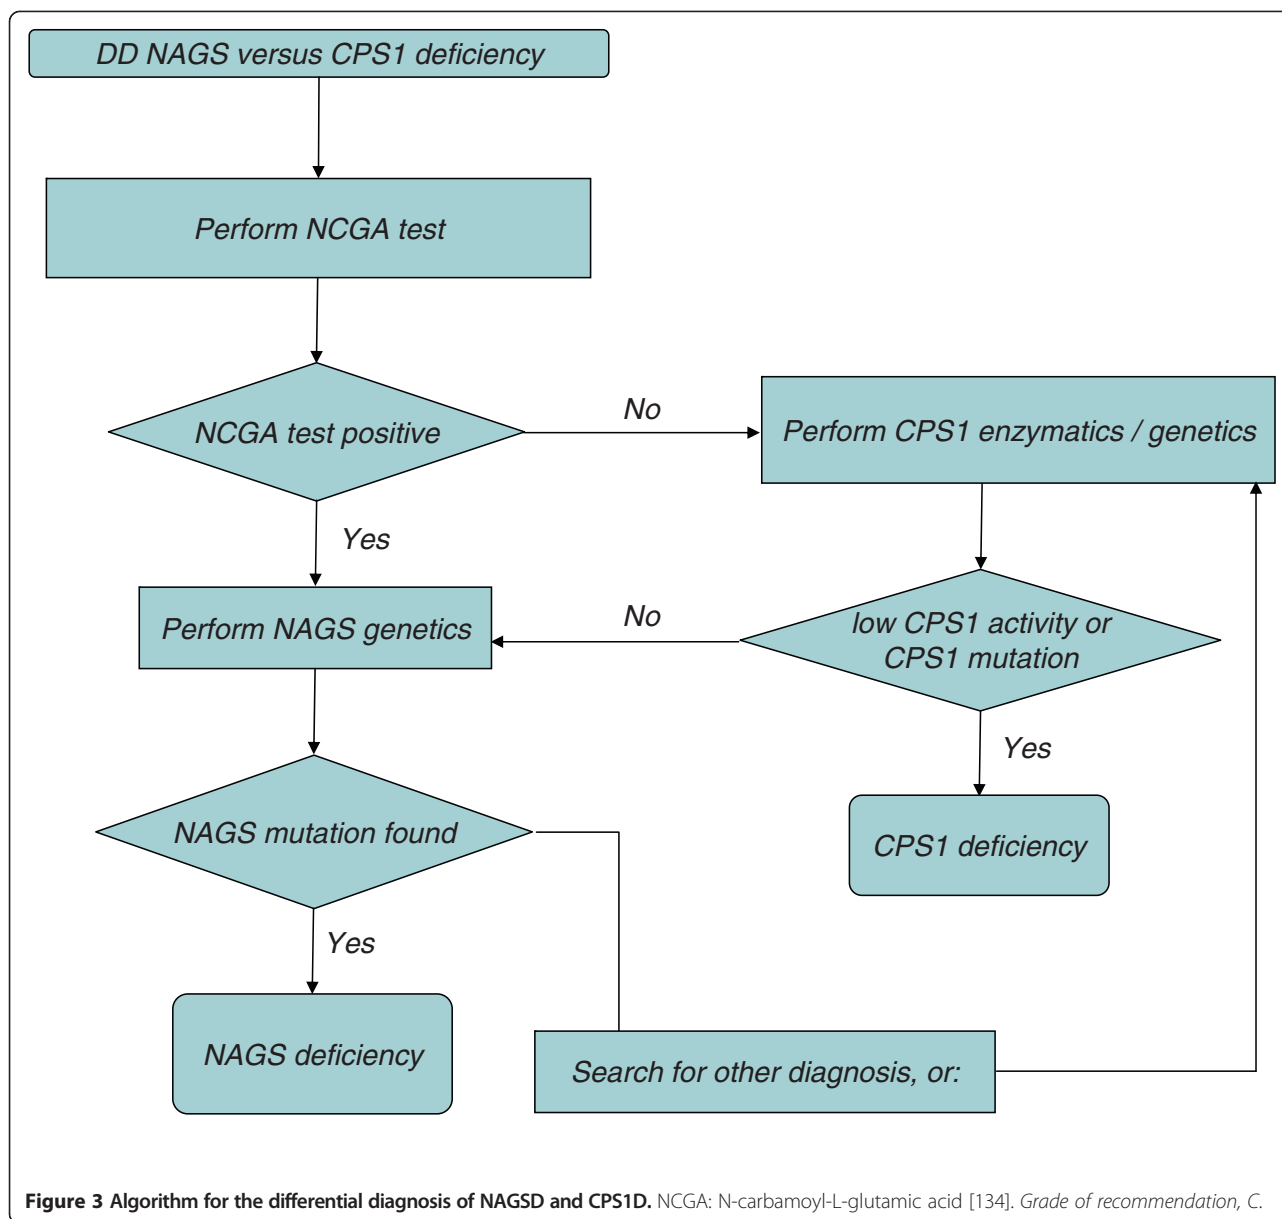 DD NAGS versus CPS1 deficiency
Perform NCGA test
NCGA test positive
No
Perform CPS1 enzymatics / genetics
Yes
Perform NAGS genetics
No
low CPS1 activity or
CPS1 mutation
Yes
CPS1 deficiency
NAGS mutation found
Yes
NAGS deficiency
Search for other diagnosis, or:
Figure 3 Algorithm for the differential diagnosis of NAGSD and CPS1D. NCGA: N-carbamoyl-L-glutamic acid [134]. Grade of recommendation, C.